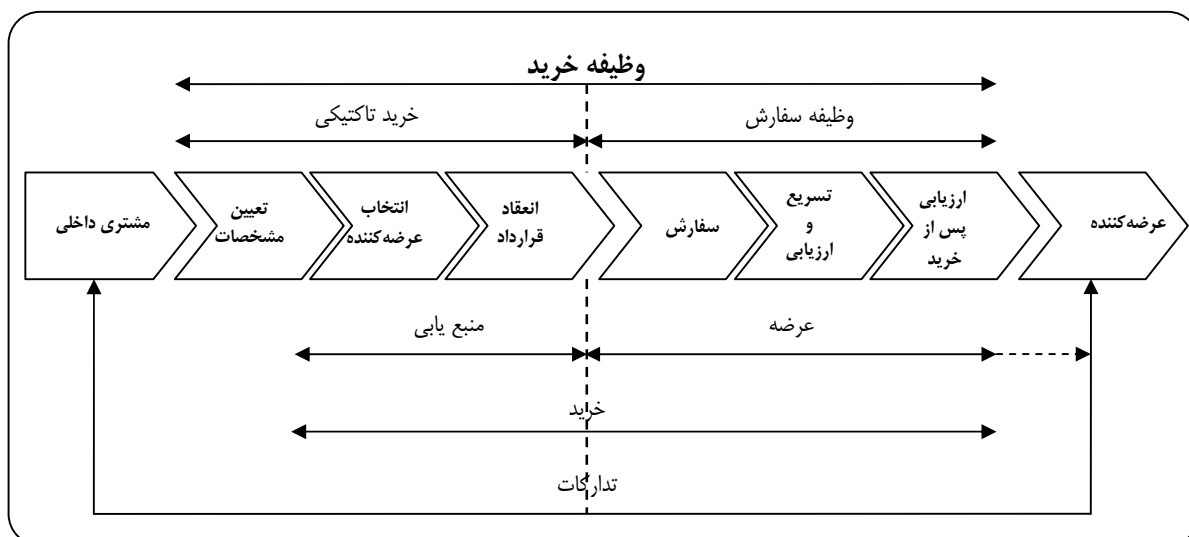 وظیفه خرید
خرید تاکتیکی
وظیفه سفارش
مشتری داخلی
تعیین
مشخصات
انتخاب
عرضه‌کننده
انعقاد
قرارداد
سفارش
تسریع
و
ارزیابی
ارزیابی
پس از
خرید
عرضه‌کننده
منبع یابی
عرضه
خرید
تدارکات